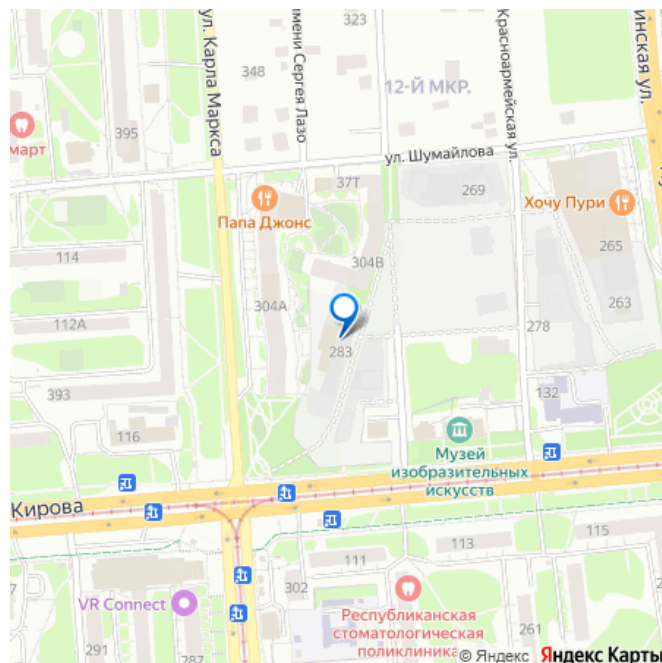 323
ул. Карла Маркса
имени Сергея Лазо
Красноармейская ул.
инская ул.
348
12-Й МКР.
395
март
ул. Шумайлова
37Т
269
Хочу Пури
Папа Джонс
265
114
304В
304А
263
112А
278
283
393
132
116
Музей
изобразительных
искусств
Кирова
115
113
111
302
VR Connect
Республиканская
стоматологическая
поликлиника
261
291
287
© Яндекс Яндекс Карты